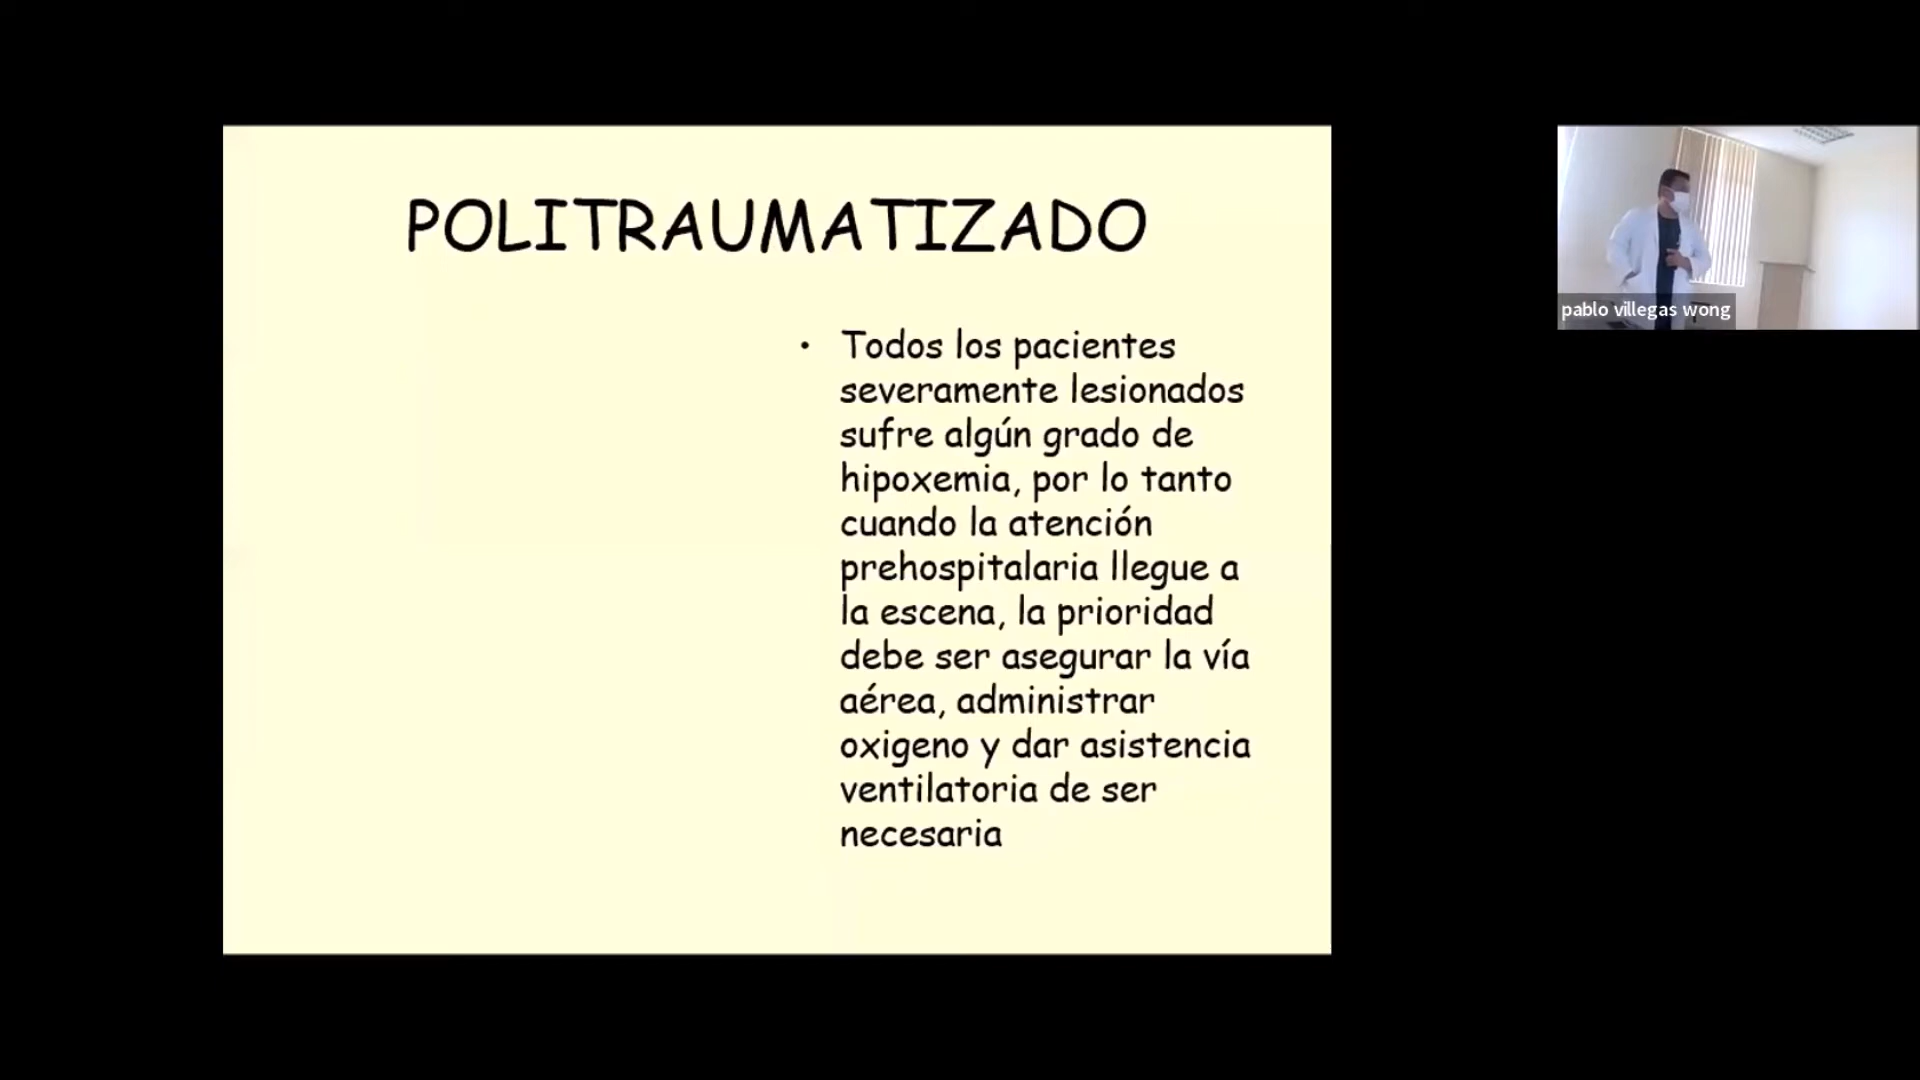 POLITRAUMATIZADO
• Todos los pacientes
severamente lesionados
sufre algún grado de
hipoxemia, por lo tanto
cuando la atención
prehospitalaria llegue a
la escena, la prioridad
debe ser asegurar la vía
aérea, administrar
oxigeno y dar asistencia
ventilatoria de ser
necesaria
pablo villegas wong